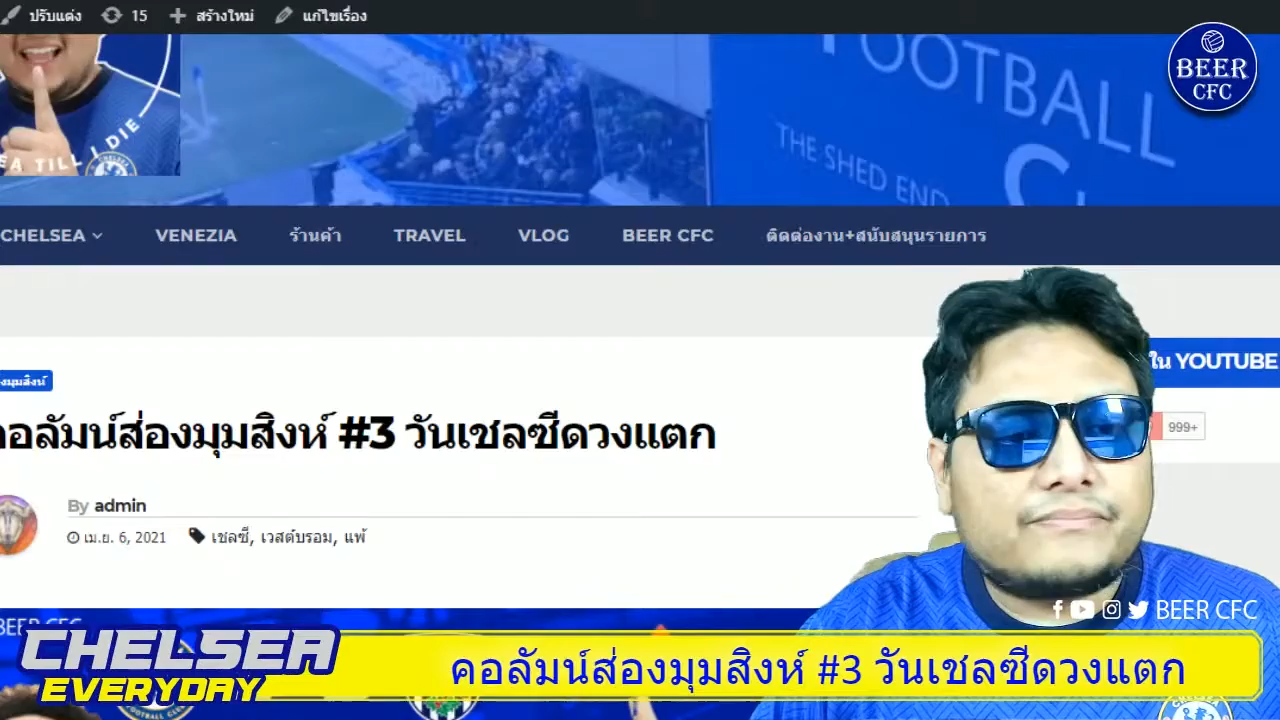 ปรับแต่ง 15 สร้างใหม่ แก้ไขเรื่อง
BEER
CFC
FOOTBALL
THE SHED END
TILL I DIE
CHELSEA VENEZIA ร้านค้า TRAVEL VLOG BEER CFC ติดต่องาน+สนับสนุนรายการ
ใน YOUTUBE
999+
คอลัมน์ส่องมุมสิงห์ #3 วันเชลซีดวงแตก
By admin
เม.ย. 6, 2021 เชลซี, เวสต์บรอม, แพ้
BEER CFC
BEER CFC
CHELSEA
EVERYDAY
คอลัมน์ส่องมุมสิงห์ #3 วันเชลซีดวงแตก